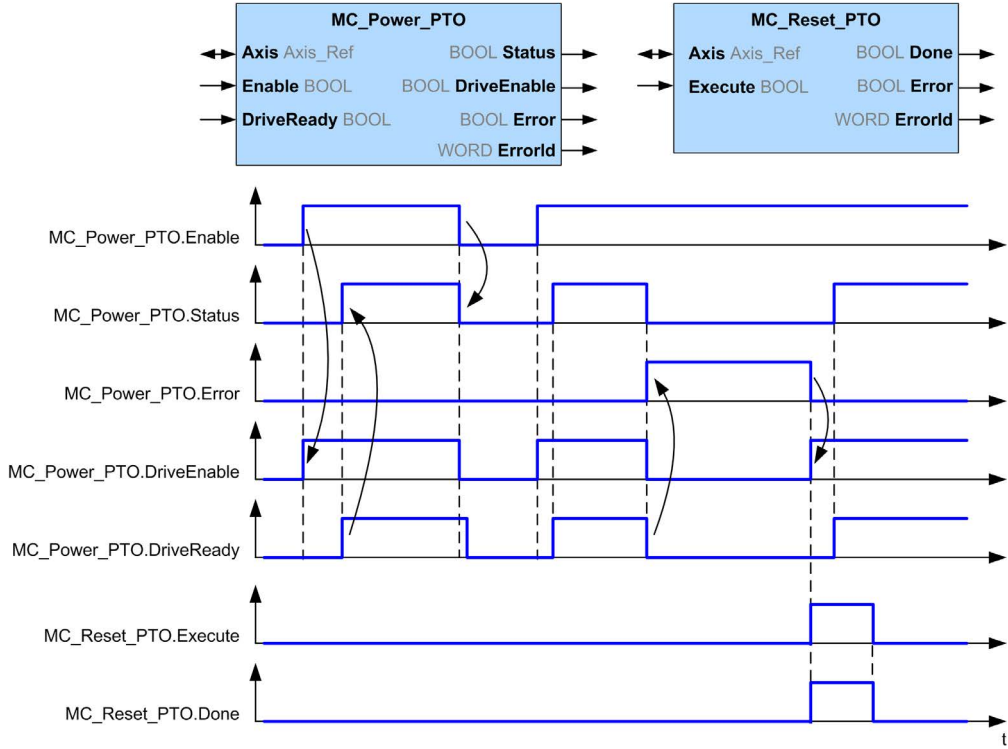 MC_Power_PTO
Axis Axis_Ref BOOL Status
Enable BOOL BOOL DriveEnable
DriveReady BOOL BOOL Error
WORD ErrorId
MC_Reset_PTO
Axis Axis_Ref BOOL Done
Execute BOOL BOOL Error
WORD ErrorId
MC_Power_PTO.Enable
MC_Power_PTO.Status
MC_Power_PTO.Error
MC_Power_PTO.DriveEnable
MC_Power_PTO.DriveReady
MC_Reset_PTO.Execute
MC_Reset_PTO.Done
t